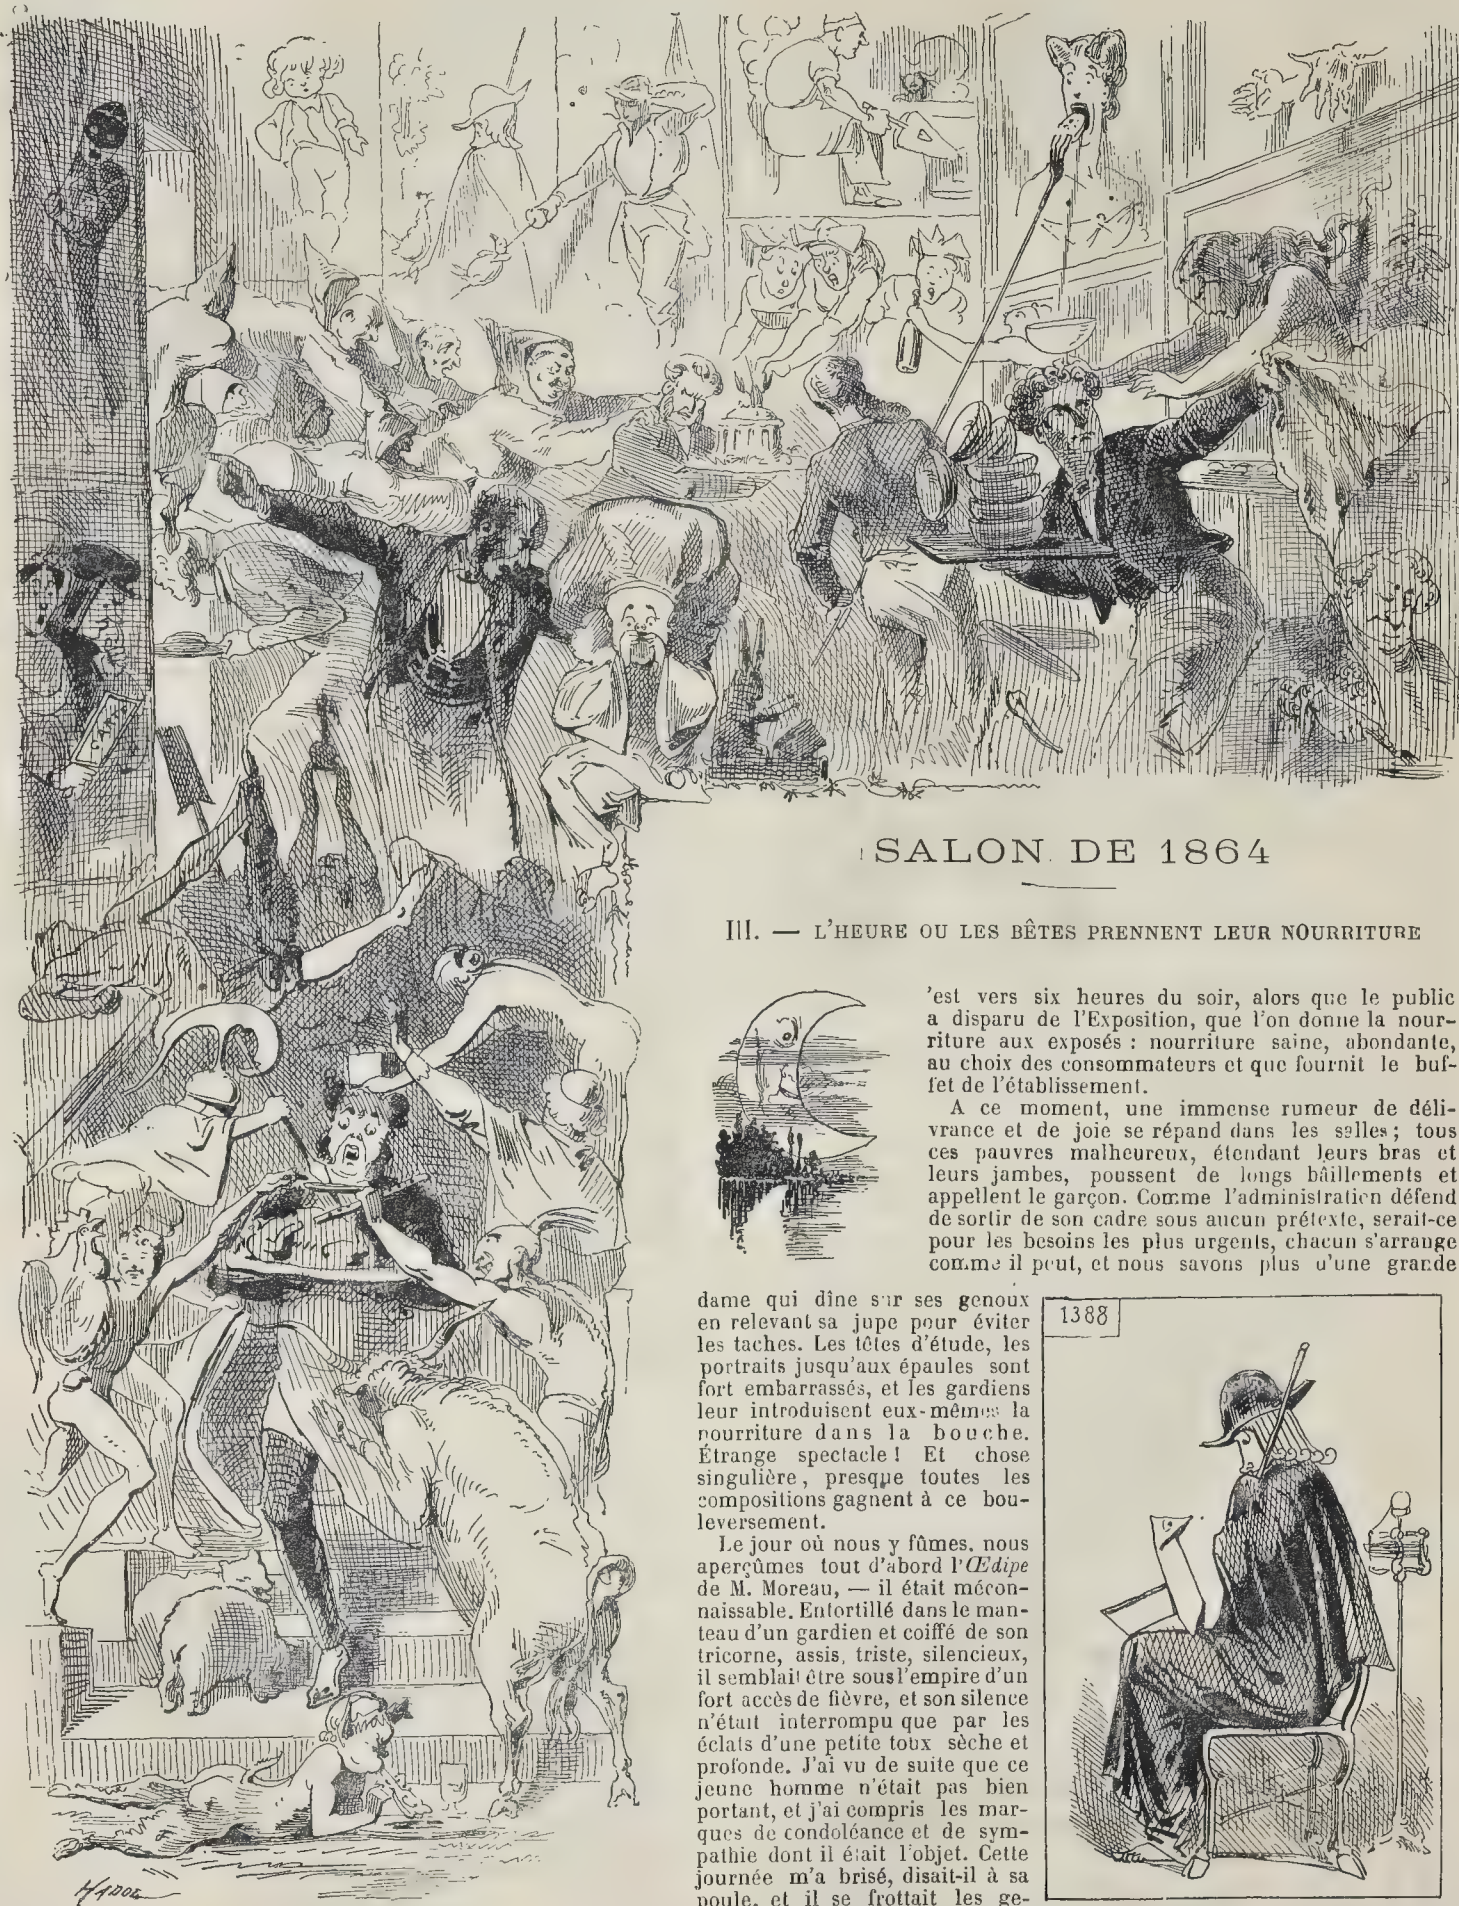 CARTE
SALON DE 1864
III. — L'HEURE OU LES BÊTES PRENNENT LEUR NOURRITURE
'est vers six heures du soir, alors que le public
a disparu de l'Exposition, que l'on donne la nour-
riture aux exposés : nourriture saine, abondante,
au choix des consommateurs et que fournit le buf-
fet de l'établissement.
A ce moment, une immense rumeur de déli-
vrance et de joie se répand dans les salles ; tous
ces pauvres malheureux, étendant leurs bras et
leurs jambes, poussent de longs bâillements et
appellent le garçon. Comme l'administration défend
de sortir de son cadre sous aucun prétexte, serait-ce
pour les besoins les plus urgents, chacun s'arrange
comme il peut, et nous savons plus d'une grande
dame qui dîne sur ses genoux
en relevant sa jupe pour éviter
les taches. Les têtes d'étude, les
portraits jusqu'aux épaules sont
fort embarrassés, et les gardiens
leur introduisent eux-mêmes la
nourriture dans la bouche.
Étrange spectacle ! Et chose
singulière, presque toutes les
compositions gagnent à ce bou-
leversement.
Le jour où nous y fûmes, nous
aperçûmes tout d'abord l'Œdipe
de M. Moreau, — il était mécon-
naissable. Entortillé dans le man-
teau d'un gardien et coiffé de son
tricorne, assis, triste, silencieux,
il semblait être sous l'empire d'un
fort accès de fièvre, et son silence
n'était interrompu que par les
éclats d'une petite toux sèche et
profonde. J'ai vu de suite que ce
jeune homme n'était pas bien
portant, et j'ai compris les mar-
ques de condoléance et de sym-
pathie dont il était l'objet. Cette
journée m'a brisé, disait-il à sa
poule, et il se frottait les ge-
1388
HADOL